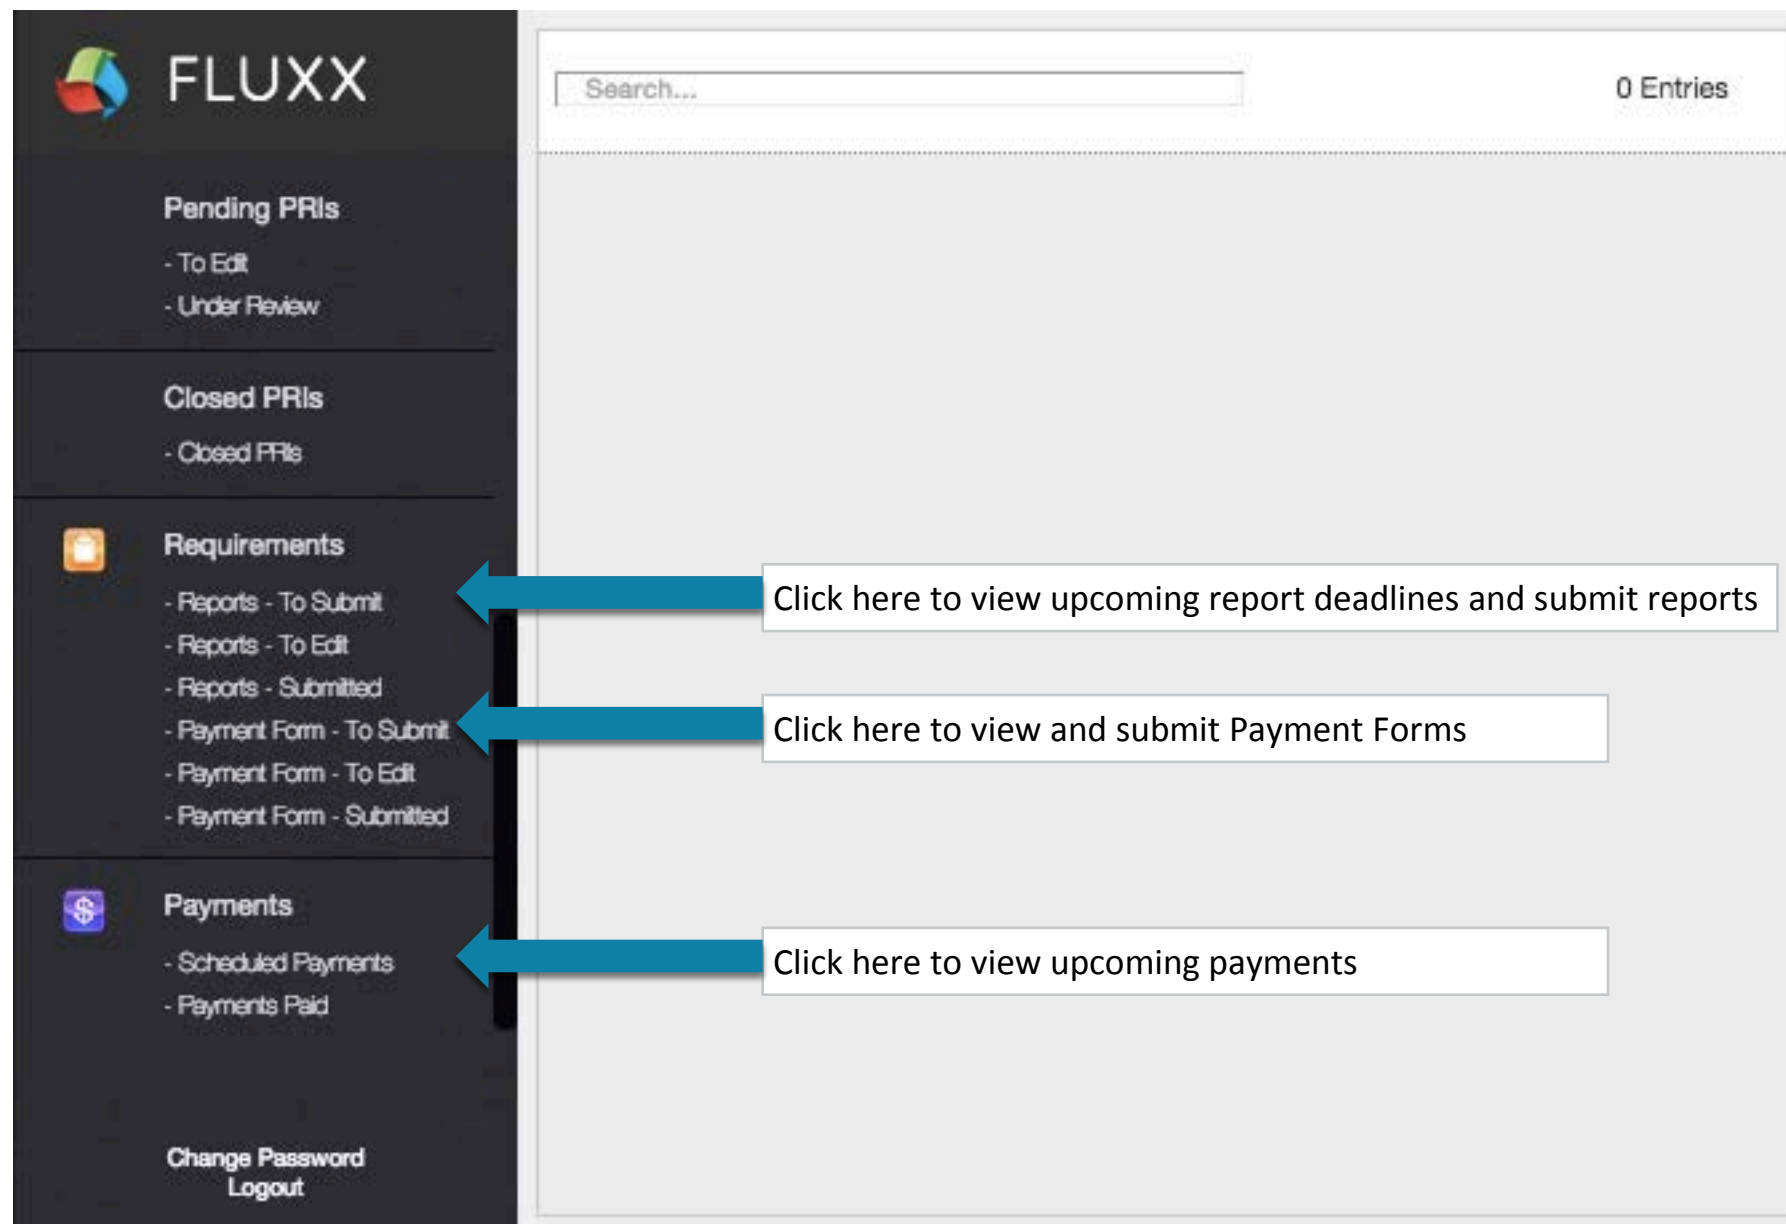 FLUXX
Search...
0 Entries
Pending PRIs
- To Edit
- Under Review
Closed PRIs
- Closed PRIs
Requirements
- Reports - To Submit
- Reports - To Edit
- Reports - Submitted
- Payment Form - To Submit
- Payment Form - To Edit
- Payment Form - Submitted
$
Payments
- Scheduled Payments
- Payments Paid
Change Password
Logout
Click here to view upcoming report deadlines and submit reports
Click here to view and submit Payment Forms
Click here to view upcoming payments